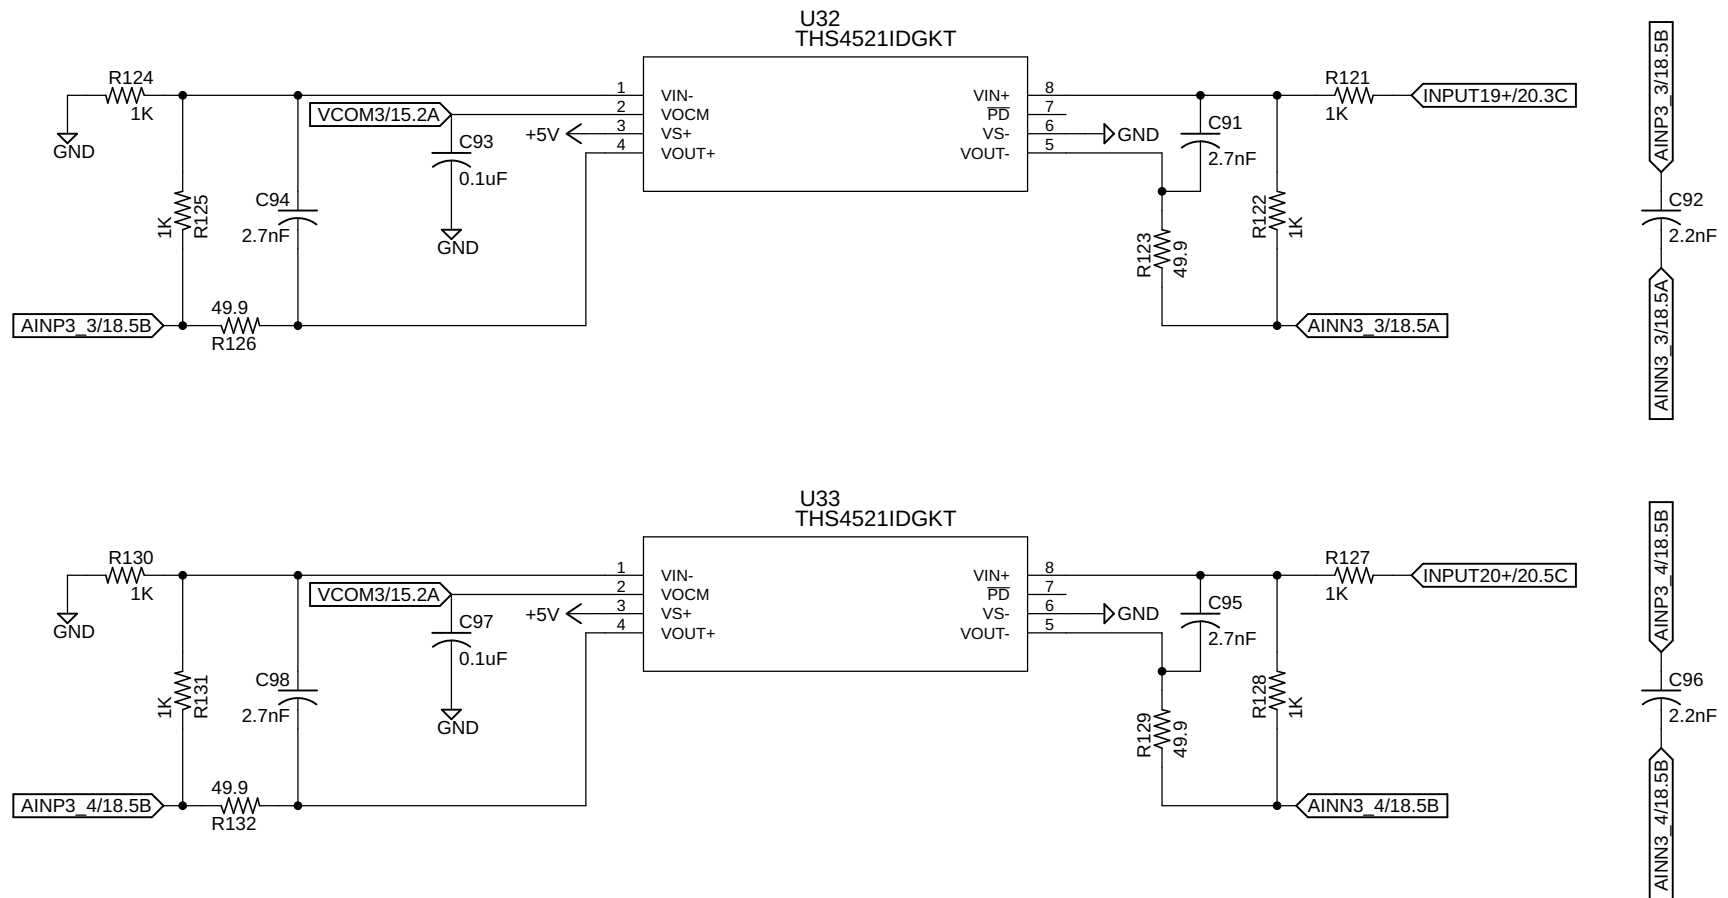 U32
THS4521IDGKT
R124
1K
GND
1K
R125
C94
2.7nF
VCOM3/15.2A
C93
0.1uF
GND
+5V
1
2
3
4
VIN-
VOCM
VS+
VOUT+
VIN+
PD
VS-
VOUT-
8
7
6
5
GND
C91
2.7nF
R121
1K
INPUT19+/20.3C
R122
1K
R123
49.9
AINP3_3/18.5B
49.9
R126
AINN3_3/18.5A
AINP3_3/18.5B
C92
2.2nF
AINN3_3/18.5A
U33
THS4521IDGKT
R130
1K
GND
1K
R131
C98
2.7nF
VCOM3/15.2A
C97
0.1uF
GND
+5V
1
2
3
4
VIN-
VOCM
VS+
VOUT+
VIN+
PD
VS-
VOUT-
8
7
6
5
GND
C95
2.7nF
R127
1K
INPUT20+/20.5C
R128
1K
R129
49.9
AINP3_4/18.5B
49.9
R132
AINN3_4/18.5B
AINP3_4/18.5B
C96
2.2nF
AINN3_4/18.5B